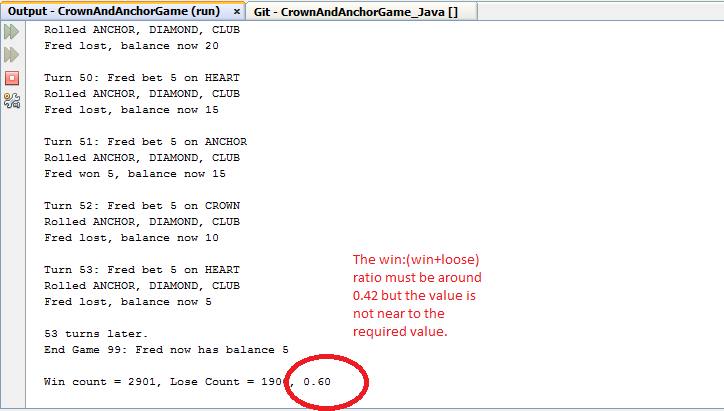 Output - CrownAndAnchorGame (run) × Git - CrownAndAnchorGame_Java []
Rolled ANCHOR, DIAMOND, CLUB
Fred lost, balance now 20
Turn 50: Fred bet 5 on HEART
Rolled ANCHOR, DIAMOND, CLUB
Fred lost, balance now 15
Turn 51: Fred bet 5 on ANCHOR
Rolled ANCHOR, DIAMOND, CLUB
Fred won 5, balance now 15
Turn 52: Fred bet 5 on CROWN
Rolled ANCHOR, DIAMOND, CLUB
Fred lost, balance now 10
Turn 53: Fred bet 5 on HEART
Rolled ANCHOR, DIAMOND, CLUB
Fred lost, balance now 5
The win:(win+loose)
ratio must be around
0.42 but the value is
not near to the
required value.
53 turns later.
End Game 99: Fred now has balance 5
Win count = 2901, Lose Count = , 0.60